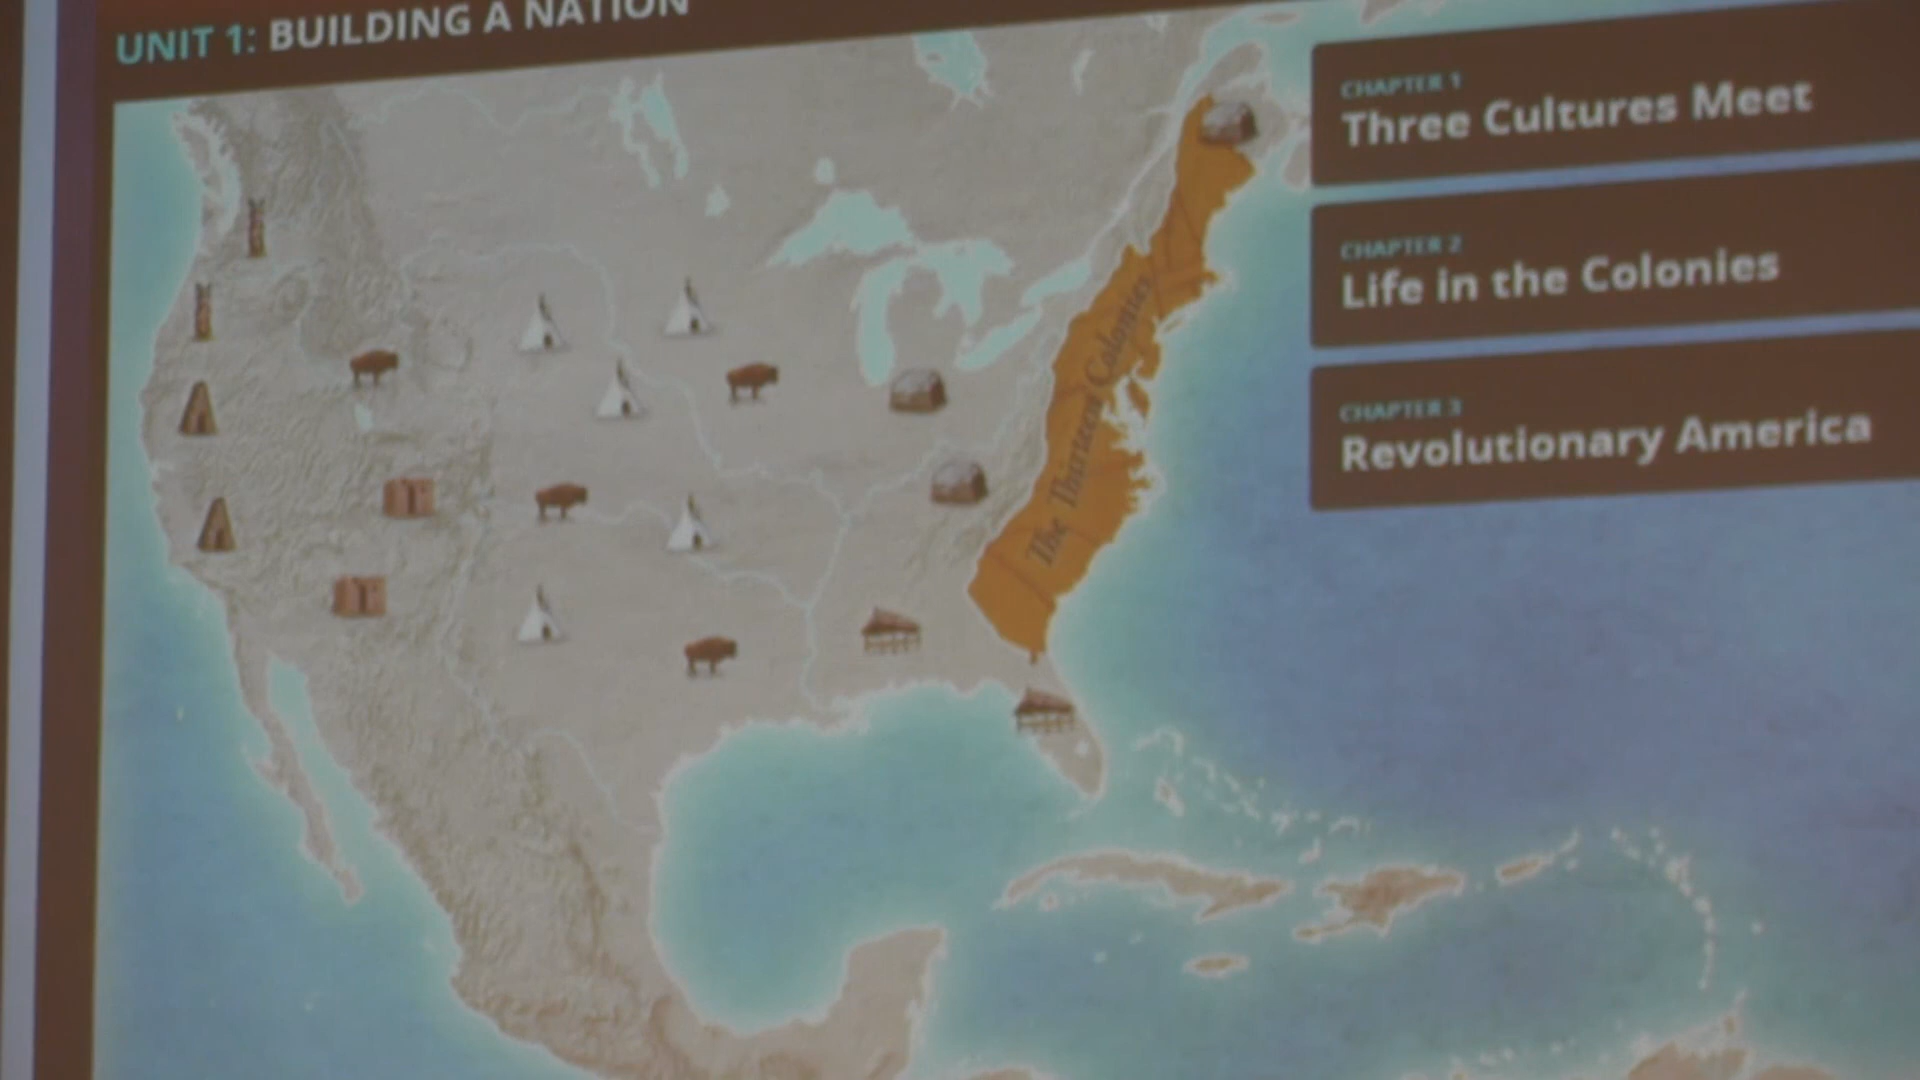 UNIT 1: BUILDING A NATION
CHAPTER 1
Three Cultures Meet
CHAPTER 2
Life in the Colonies
CHAPTER 3
Revolutionary America
The Thirteen Colonies